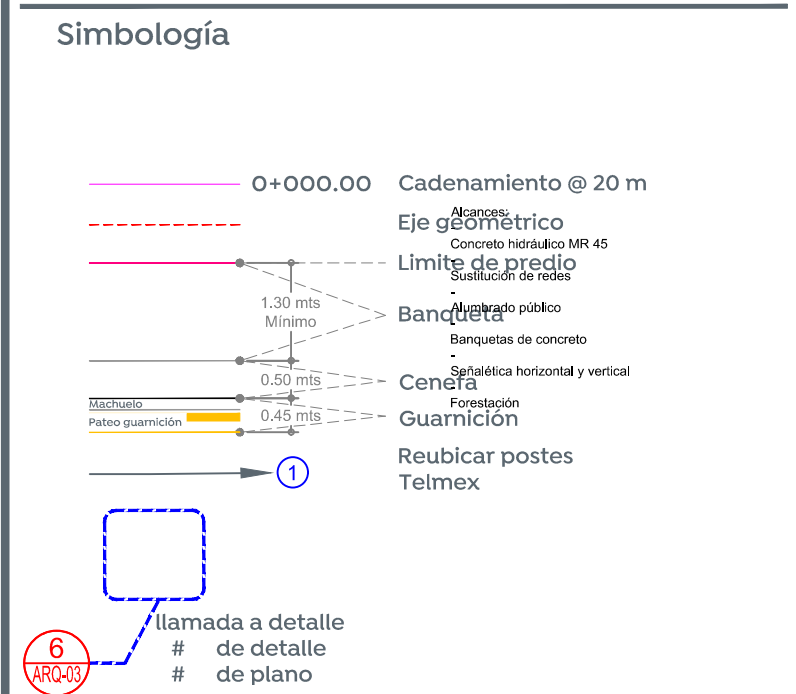 Simbología
0+000.00 Cadenamiento @ 20 m
Eje geométrico
Limite de predio
1.30 mts
Mínimo
Banqueta
0.50 mts
Cenefa
Machuelo
Pateo guarnición
0.45 mts
Guarnición
Alcances:
-
Concreto hidráulico MR 45
-
Sustitución de redes
-
Alumbrado público
-
Banquetas de concreto
-
Señalética horizontal y vertical
-
Forestación
1
Reubicar postes
Telmex
llamada a detalle
# de detalle
# de plano
6
ARQ-03